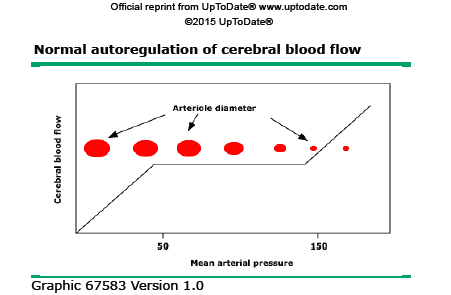 Official reprint from UpToDate® www.uptodate.com
©2015 UpToDate®
Normal autoregulation of cerebral blood flow
Arteriole diameter
Cerebral blood flow
50
150
Mean arterial pressure
Graphic 67583 Version 1.0